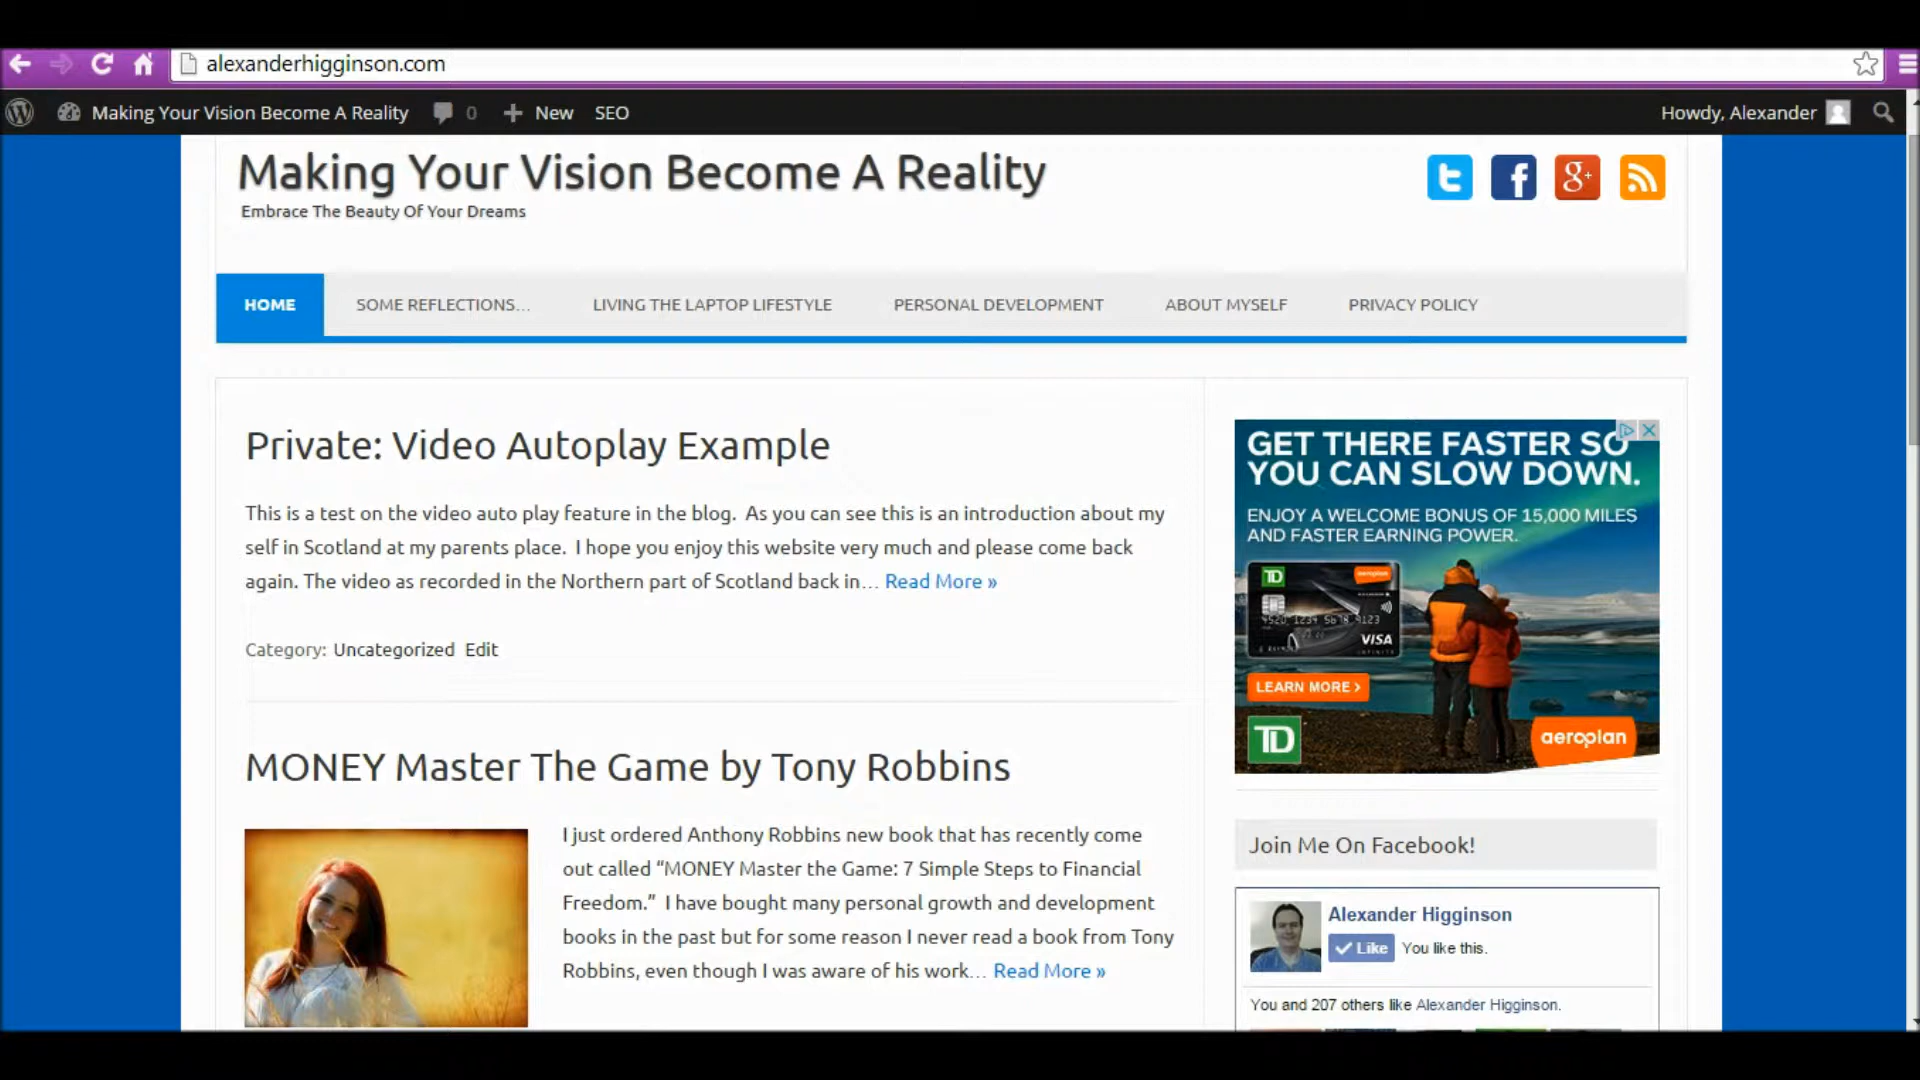 alexanderhigginson.com
Making Your Vision Become A Reality 0 New SEO Howdy, Alexander
Making Your Vision Become A Reality
Embrace The Beauty Of Your Dreams
HOME SOME REFLECTIONS... LIVING THE LAPTOP LIFESTYLE PERSONAL DEVELOPMENT ABOUT MYSELF PRIVACY POLICY
Private: Video Autoplay Example
This is a test on the video auto play feature in the blog. As you can see this is an introduction about my
self in Scotland at my parents place. I hope you enjoy this website very much and please come back
again. The video as recorded in the Northern part of Scotland back in... Read More »
Category: Uncategorized Edit
MONEY Master The Game by Tony Robbins
I just ordered Anthony Robbins new book that has recently come
out called “MONEY Master the Game: 7 Simple Steps to Financial
Freedom.” I have bought many personal growth and development
books in the past but for some reason I never read a book from Tony
Robbins, even though I was aware of his work... Read More »
GET THERE FASTER SO
YOU CAN SLOW DOWN.
ENJOY A WELCOME BONUS OF 15,000 MILES
AND FASTER EARNING POWER.
TD aeroplan
VISA
INFINITE
LEARN MORE >
TD aeroplan
Join Me On Facebook!
Alexander Higginson
Like You like this.
You and 207 others like Alexander Higginson.